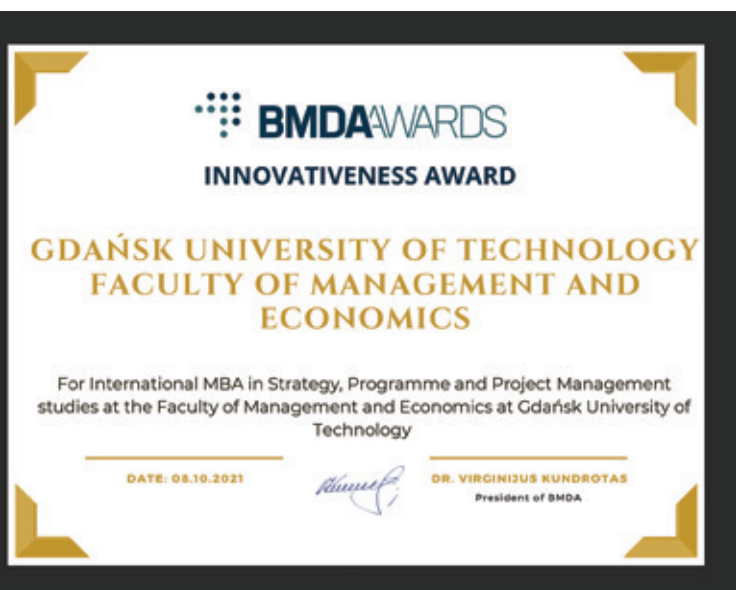 BMDAAWARDS
INNOVATIVENESS AWARD
GDAŃSK UNIVERSITY OF TECHNOLOGY
FACULTY OF MANAGEMENT AND
ECONOMICS
For International MBA in Strategy, Programme and Project Management
studies at the Faculty of Management and Economics at Gdańsk University of
Technology
DATE: 08.10.2021
DR. VIRGINIJUS KUNDROTAS
President of BMDA